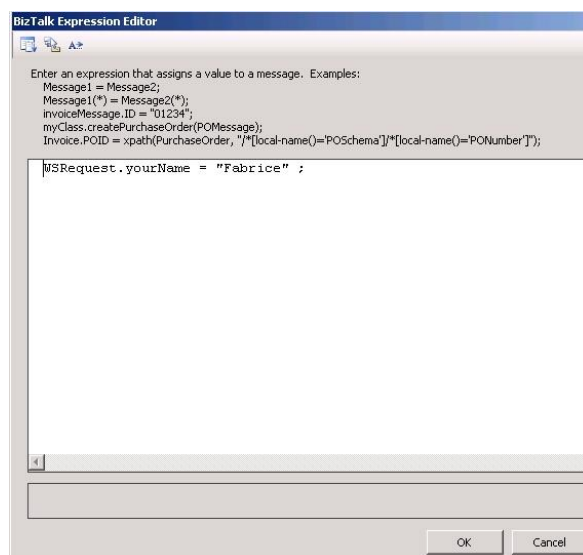 BizTalk Expression Editor
Enter an expression that assigns a value to a message. Examples:
Message1 = Message2;
Message1(*) = Message2(*);
invoiceMessage.ID = "01234";
myClass.createPurchaseOrder(POMessage);
Invoice.POID = xpath(PurchaseOrder, "/*[local-name()='POSchema']/*[local-name()='PONumber']");
WSRequest.yourName = "Fabrice" ;
OK
Cancel